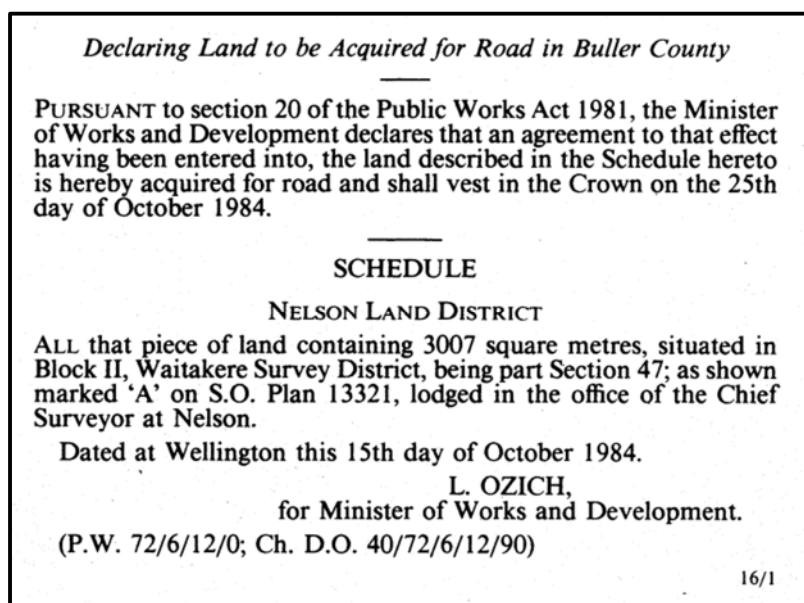 Declaring Land to be Acquired for Road in Buller County
PURSUANT to section 20 of the Public Works Act 1981, the Minister
of Works and Development declares that an agreement to that effect
having been entered into, the land described in the Schedule hereto
is hereby acquired for road and shall vest in the Crown on the 25th
day of October 1984.
SCHEDULE
NELSON LAND DISTRICT
ALL that piece of land containing 3007 square metres, situated in
Block II, Waitakere Survey District, being part Section 47; as shown
marked ‘A’ on S.O. Plan 13321, lodged in the office of the Chief
Surveyor at Nelson.
Dated at Wellington this 15th day of October 1984.
L. OZICH,
for Minister of Works and Development.
(P.W. 72/6/12/0; Ch. D.O. 40/72/6/12/90)
16/1